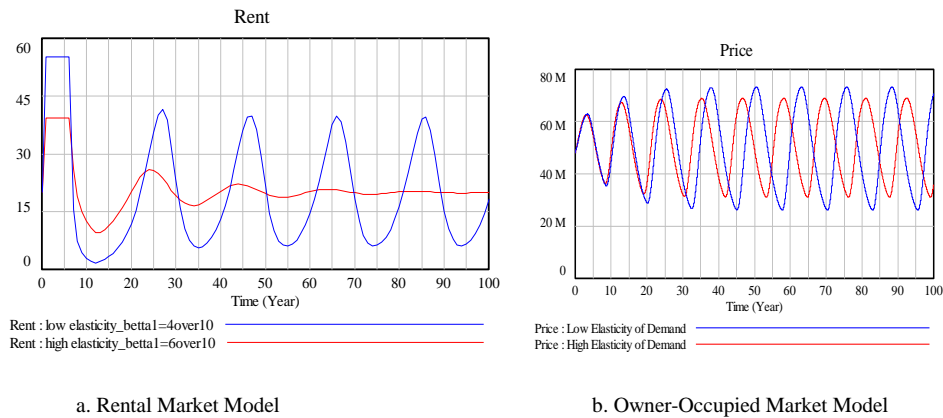 Rent
60
45
30
15
0
0 10 20 30 40 50 60 70 80 90 100
Time (Year)
Rent : low elasticity_betta1=4over10
Rent : high elasticity_betta1=6over10
a. Rental Market Model
Price
80 M
60 M
40 M
20 M
0
0 10 20 30 40 50 60 70 80 90 100
Time (Year)
Price : Low Elasticity of Demand
Price : High Elasticity of Demand
b. Owner-Occupied Market Model